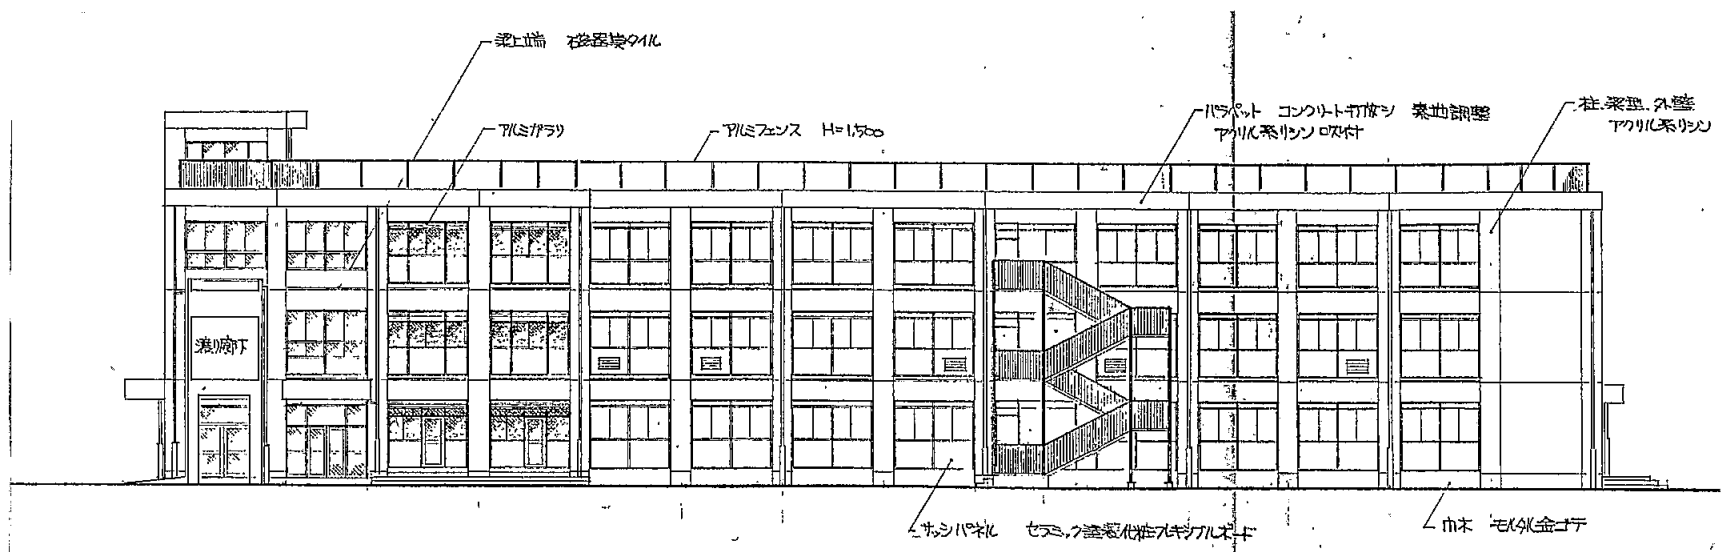 梁上端 磁器質タイル
アルミガラリ
アルミフェンス H=1,500
パラペット コンクリート打放シ 素地調整
アクリル系リシン吹付
柱、梁型、外壁
アクリル系リシン
渡り廊下
サッシパネル セラミック塗装化粧フレキシブルボード
巾木 モルタル金ゴテ